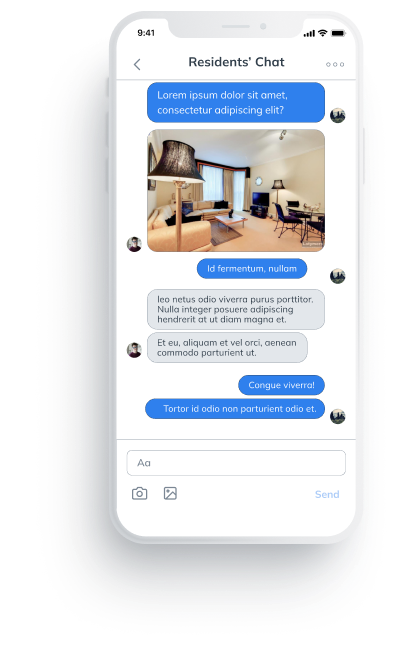 9:41
Residents' Chat
Lorem ipsum dolor sit amet,
consectetur adipiscing elit?
Id fermentum, nullam
leo netus odio viverra purus porttitor.
Nulla integer posuere adipiscing
hendrerit at ut diam magna et.
Et eu, aliquam et vel orci, aenean
commodo parturient ut.
Congue viverra!
Tortor id odio non parturient odio et.
Aa
Send